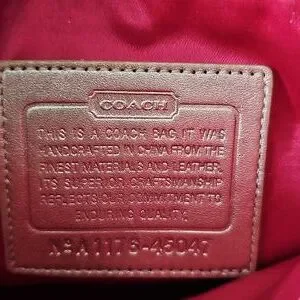 COACH
THIS IS A COACH BAG. IT WAS
HANDCRAFTED IN CHINA FROM THE
FINEST MATERIALS AND LEATHER.
ITS SUPERIOR CRAFTSMANSHIP
REFLECTS OUR COMMITMENT TO
ENDURING QUALITY.
Nº A1176-45047